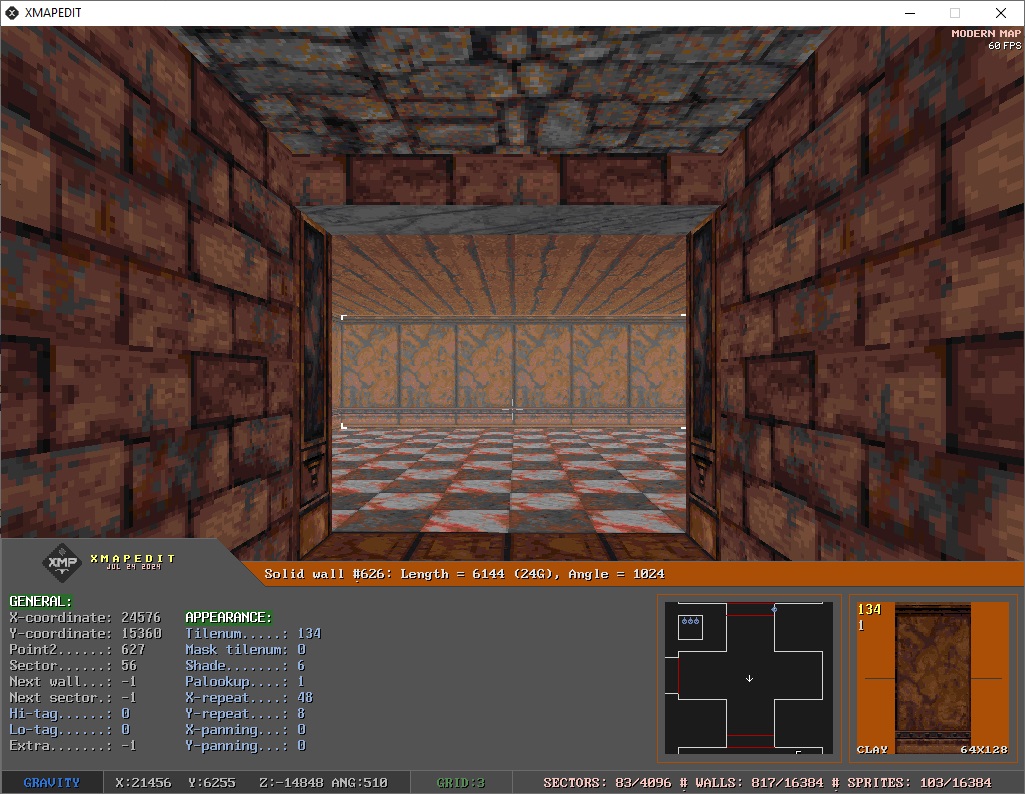 XMAPEDIT
MODERN MAP
60 FPS
XMP
XMAPEDIT
JUL 24 2024
Solid wall #626: Length = 6144 (24G), Angle = 1024
GENERAL:
X-coordinate: 24576
Y-coordinate: 15360
Point2......: 627
Sector......: 56
Next wall...: -1
Next sector.: -1
Hi-tag......: 0
Lo-tag......: 0
Extra.......: -1
APPEARANCE:
Tilenum.....: 134
Mask tilenum: 0
Shade.......: 6
Palookup....: 1
X-repeat....: 48
Y-repeat....: 8
X-panning...: 0
Y-panning...: 0
134
1
CLAY 64X128
GRAVITY X:21456 Y:6255 Z:-14848 ANG:510 GRID:3 SECTORS: 83/4096 # WALLS: 817/16384 # SPRITES: 103/16384